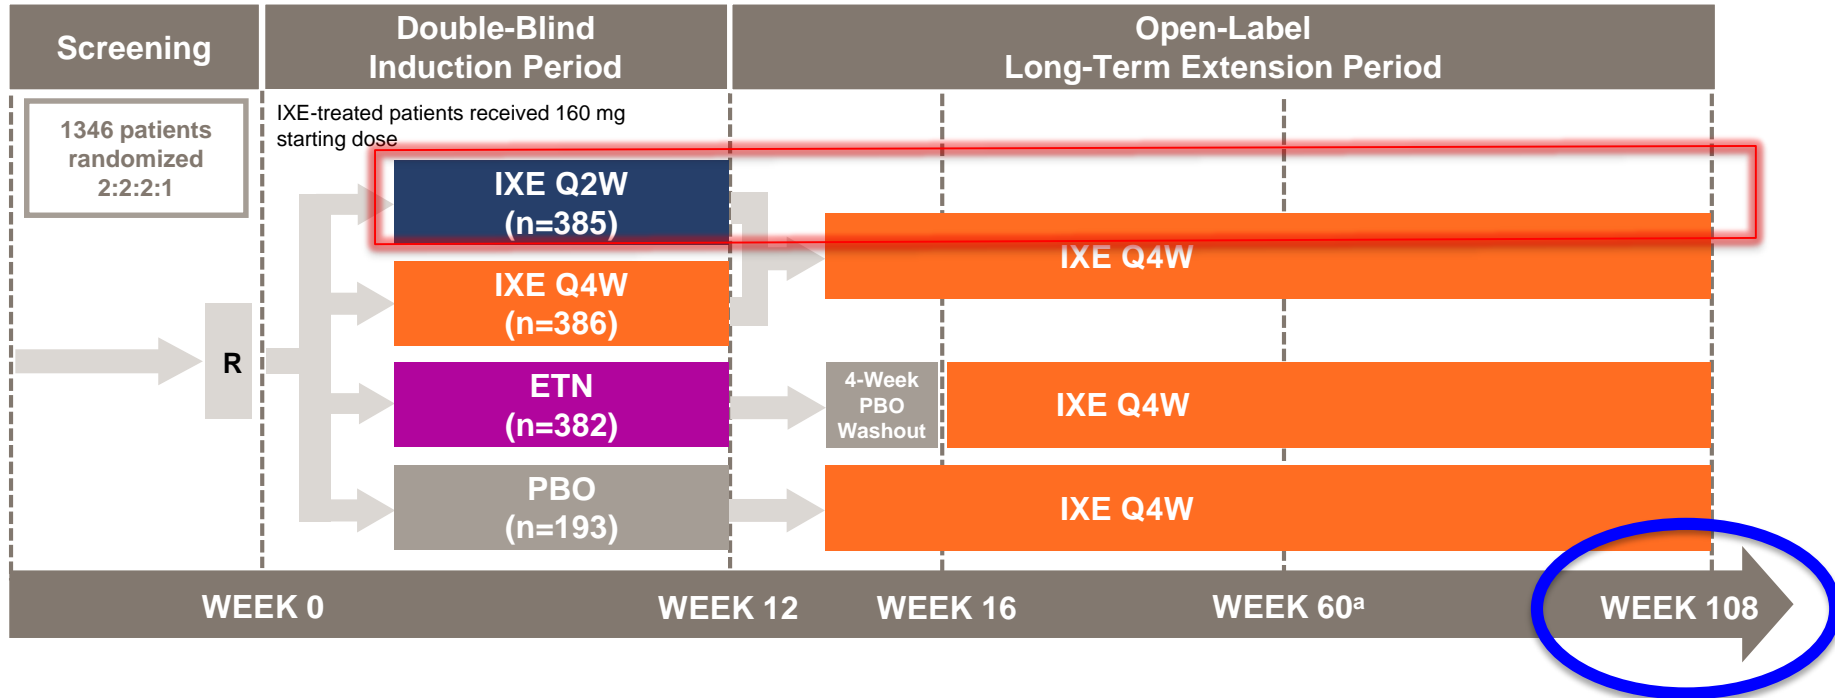 Screening
Double-Blind
Induction Period
Open-Label
Long-Term Extension Period
1346 patients
randomized
2:2:2:1
IXE-treated patients received 160 mg
starting dose
IXE Q2W
(n=385)
IXE Q4W
IXE Q4W
(n=386)
R
ETN
(n=382)
4-Week
PBO
Washout
IXE Q4W
PBO
(n=193)
IXE Q4W
WEEK 0
WEEK 12
WEEK 16
WEEK 60ᵃ
WEEK 108